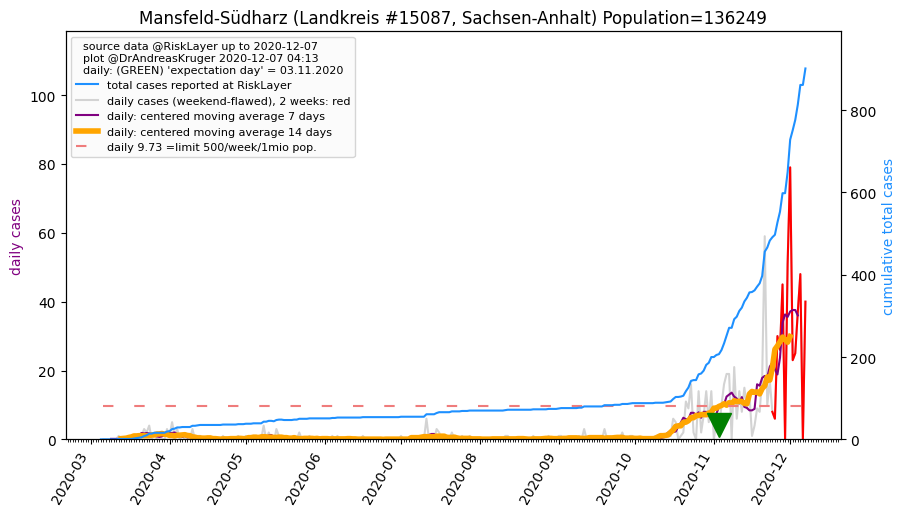 Mansfeld-Südharz (Landkreis #15087, Sachsen-Anhalt) Population=136249
source data @RiskLayer up to 2020-12-07
plot @DrAndreasKruger 2020-12-07 04:13
daily: (GREEN) 'expectation day' = 03.11.2020
total cases reported at RiskLayer
daily cases (weekend-flawed), 2 weeks: red
daily: centered moving average 7 days
daily: centered moving average 14 days
daily 9.73 =limit 500/week/1mio pop.
daily cases
100
80
60
40
20
0
cumulative total cases
800
600
400
200
0
2020-03
2020-04
2020-05
2020-06
2020-07
2020-08
2020-09
2020-10
2020-11
2020-12